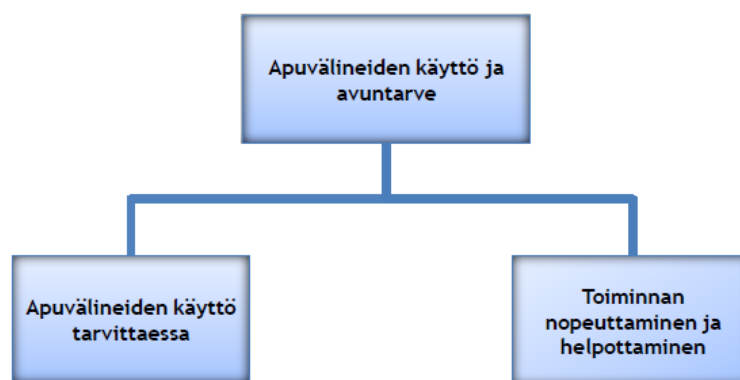 Apuvälineiden käyttö ja
avuntarve
Apuvälineiden käyttö
tarvittaessa
Toiminnan
nopeuttaminen ja
helpottaminen